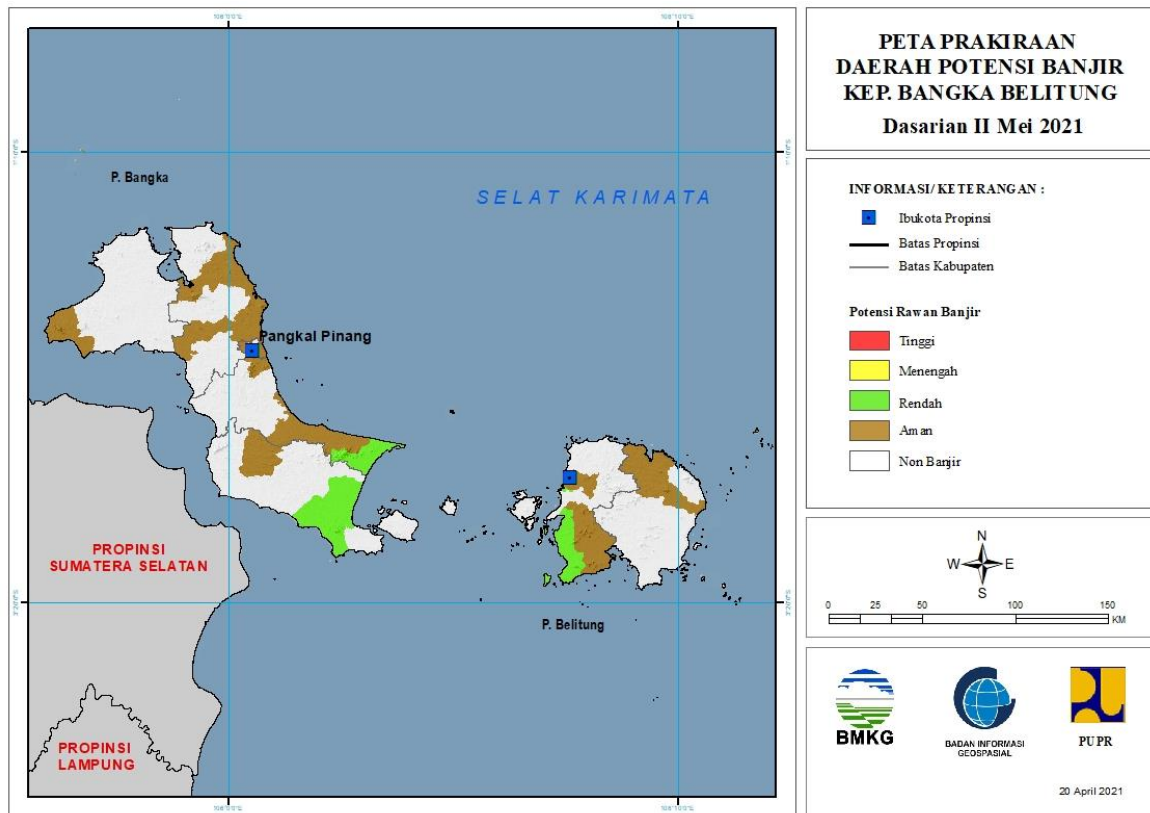 PETA PRAKIRAAN
DAERAH POTENSI BANJIR
KEP. BANGKA BELITUNG
Dasarian II Mei 2021
P. Bangka
SELAT KARIMATA
Pangkal Pinang
PROPINSI
SUMATERA SELATAN
P. Belitung
PROPINSI
LAMPUNG
INFORMASI/ KETERANGAN :
Ibukota Propinsi
Batas Propinsi
Batas Kabupaten
Potensi Rawan Banjir
Tinggi
Menengah
Rendah
Aman
Non Banjir
N
W E
S
0 25 50 100 150
KM
BMKG
BADAN INFORMASI
GEOSPASIAL
PUPR
20 April 2021